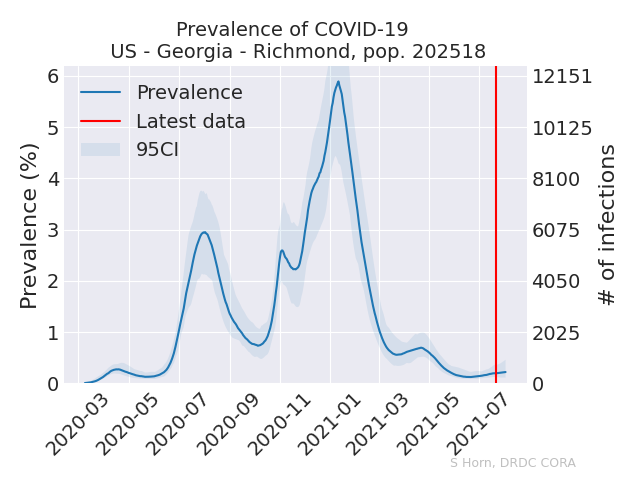 Prevalence of COVID-19
US - Georgia - Richmond, pop. 202518
Prevalence (%)
6
5
4
3
2
1
0
Prevalence
Latest data
95CI
12151
10125
8100
6075
4050
2025
0
# of infections
2020-03
2020-05
2020-07
2020-09
2020-11
2021-01
2021-03
2021-05
2021-07
S Horn, DRDC CORA